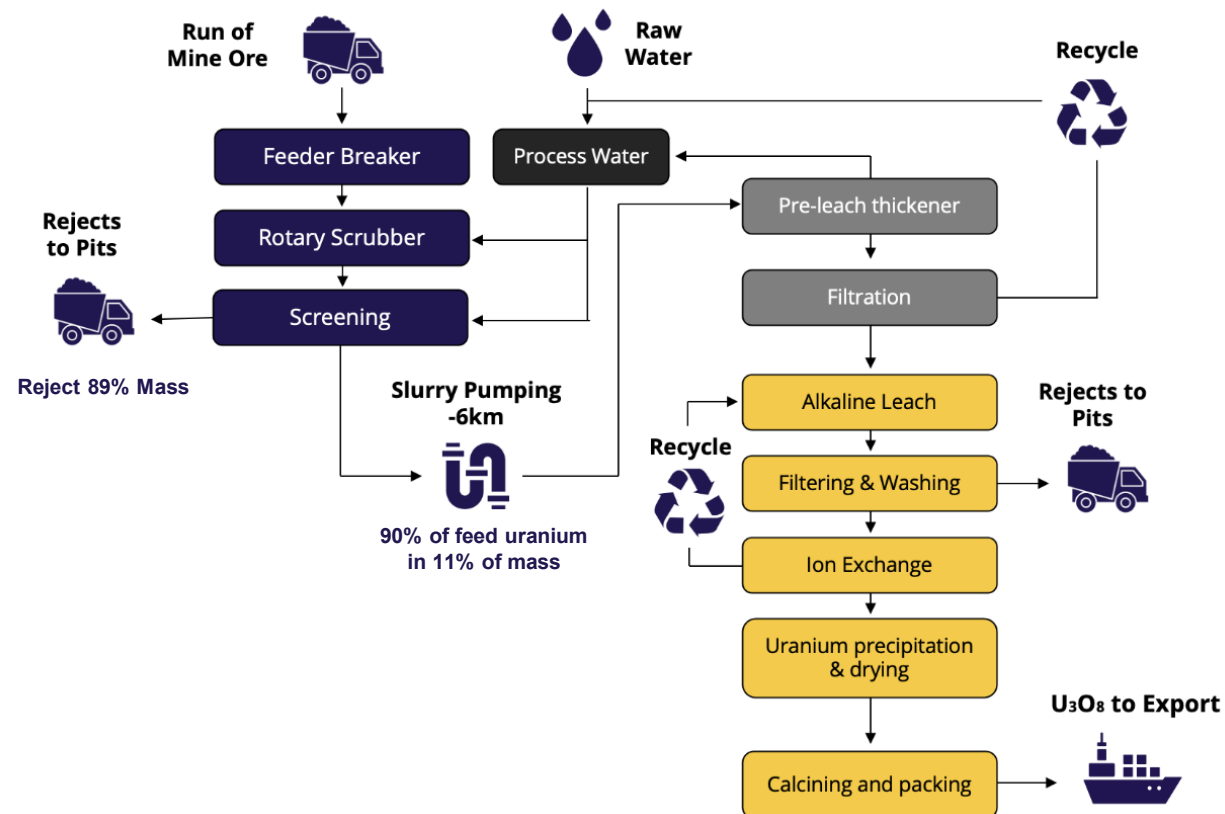 Run of
Mine Ore
Raw
Water
Recycle
Feeder Breaker
Process Water
Pre-leach thickener
Rejects
to Pits
Rotary Scrubber
Screening
Filtration
Reject 89% Mass
Slurry Pumping
-6km
90% of feed uranium
in 11% of mass
Recycle
Alkaline Leach
Rejects to
Pits
Filtering & Washing
Ion Exchange
Uranium precipitation
& drying
U₃O₈ to Export
Calcining and packing